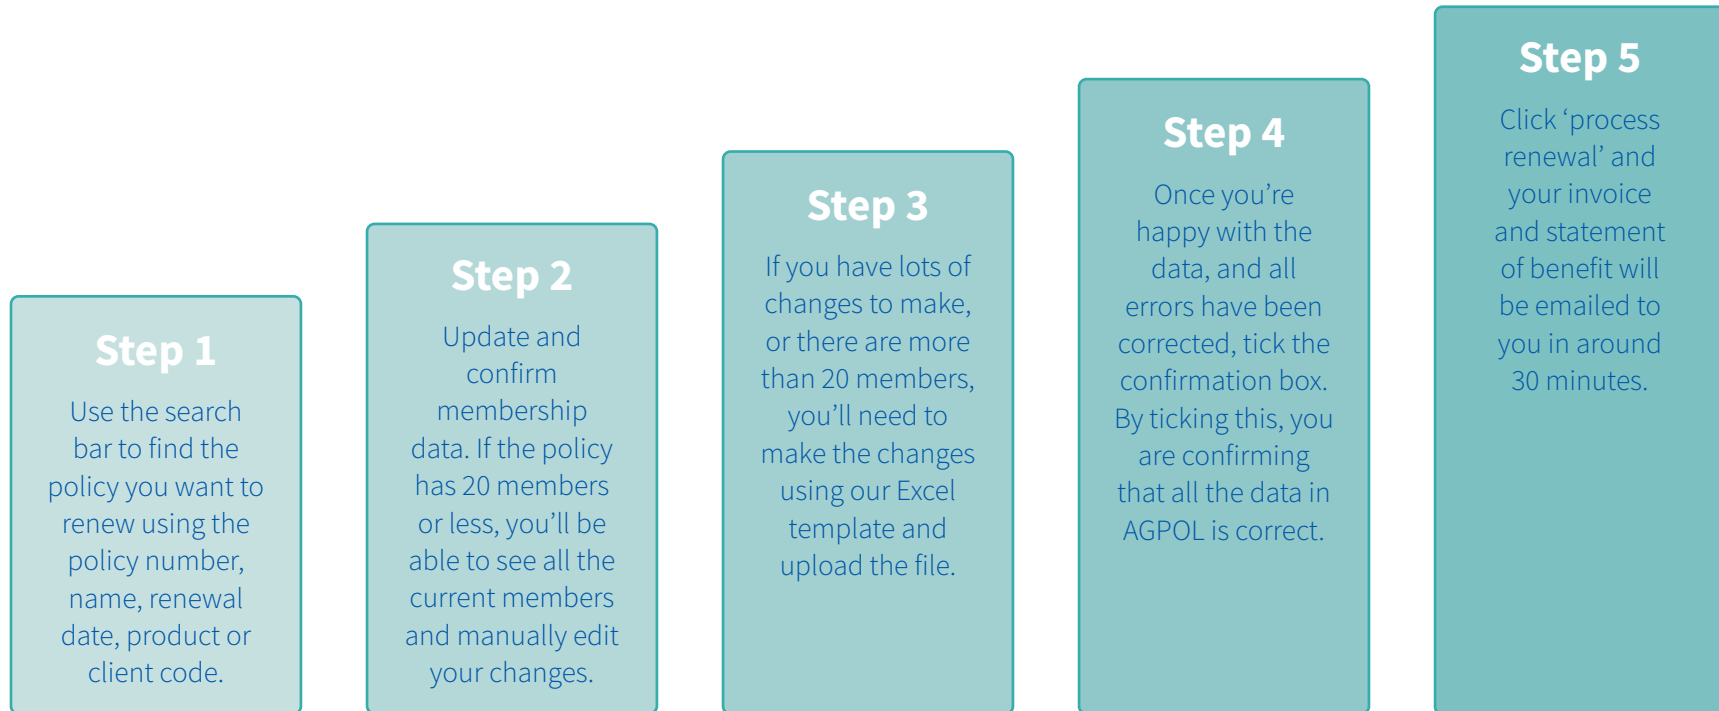 Step 1
Use the search
bar to find the
policy you want to
renew using the
policy number,
name, renewal
date, product or
client code.
Step 2
Update and
confirm
membership
data. If the policy
has 20 members
or less, you’ll be
able to see all the
current members
and manually edit
your changes.
Step 3
If you have lots of
changes to make,
or there are more
than 20 members,
you’ll need to
make the changes
using our Excel
template and
upload the file.
Step 4
Once you’re
happy with the
data, and all
errors have been
corrected, tick the
confirmation box.
By ticking this, you
are confirming
that all the data in
AGPOL is correct.
Step 5
Click ‘process
renewal’ and
your invoice
and statement
of benefit will
be emailed to
you in around
30 minutes.